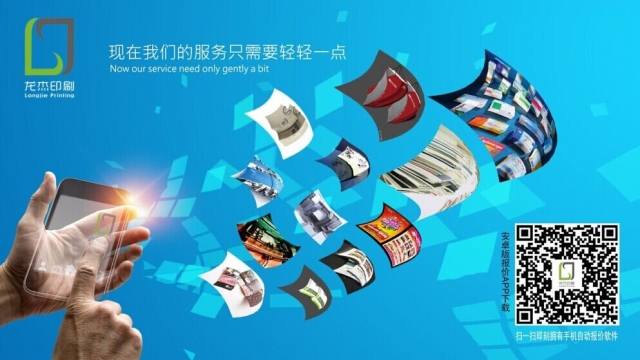 现在我们的服务只需要轻轻一点
Now our service need only gently a bit
龙杰印刷
Longjie Printing
安卓版报价APP下载
扫一扫即刻拥有手机自动报价软件